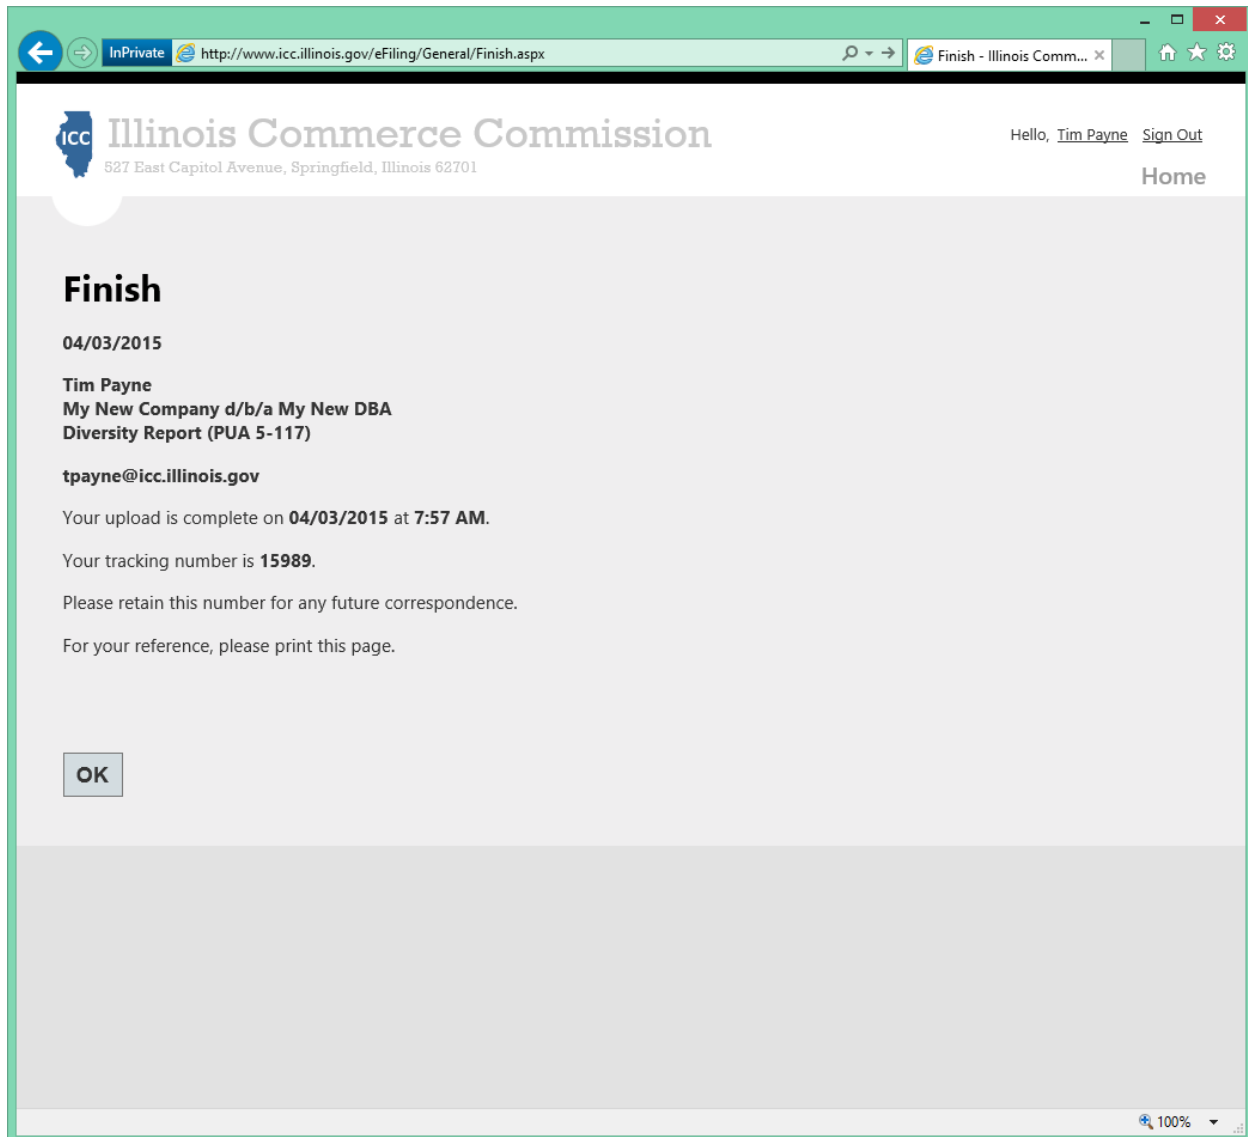 InPrivate http://www.icc.illinois.gov/eFiling/General/Finish.aspx
Finish - Illinois Comm...
ICC
Illinois Commerce Commission
527 East Capitol Avenue, Springfield, Illinois 62701
Hello, Tim Payne Sign Out
Home
Finish
04/03/2015
Tim Payne
My New Company d/b/a My New DBA
Diversity Report (PUA 5-117)
tpayne@icc.illinois.gov
Your upload is complete on 04/03/2015 at 7:57 AM.
Your tracking number is 15989.
Please retain this number for any future correspondence.
For your reference, please print this page.
OK
100%